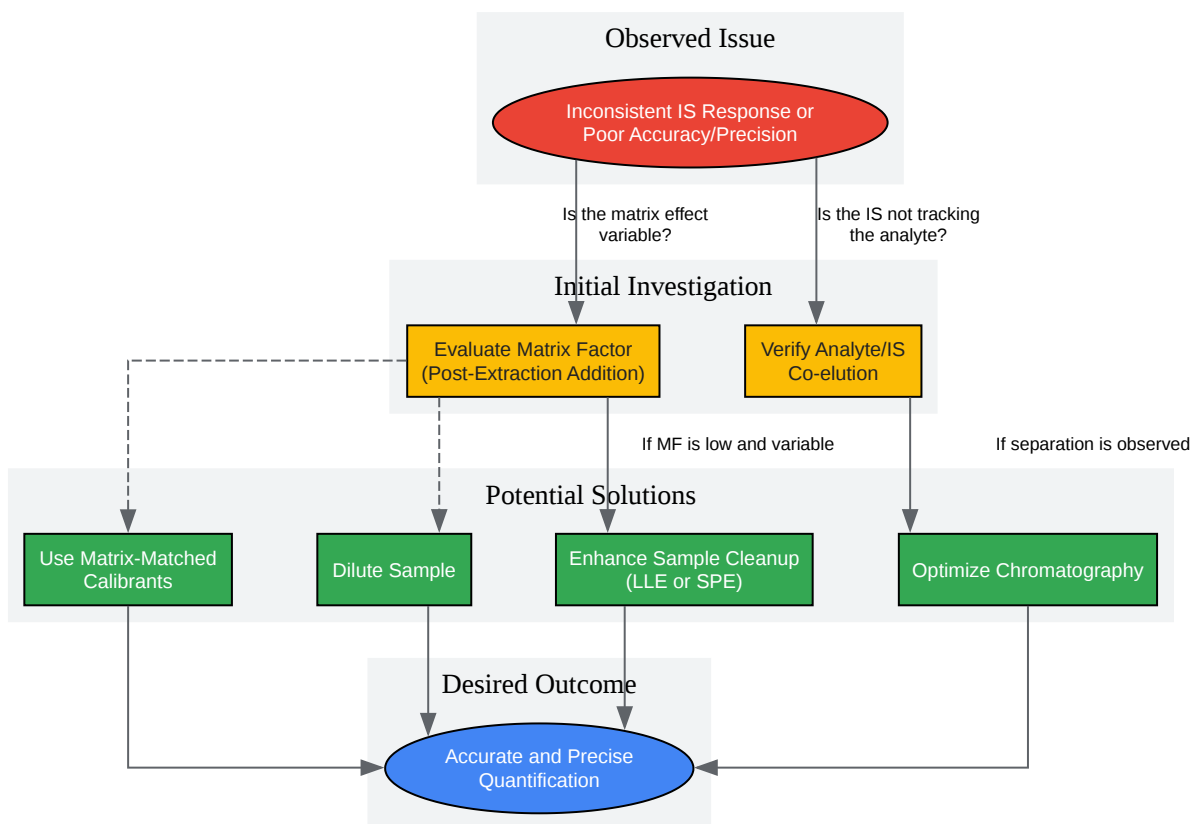 Observed Issue
Inconsistent IS Response or
Poor Accuracy/Precision
Is the matrix effect
variable?
Is the IS not tracking
the analyte?
Initial Investigation
Evaluate Matrix Factor
(Post-Extraction Addition)
Verify Analyte/IS
Co-elution
If MF is low and variable
If separation is observed
Potential Solutions
Use Matrix-Matched
Calibrants
Dilute Sample
Enhance Sample Cleanup
(LLE or SPE)
Optimize Chromatography
Desired Outcome
Accurate and Precise
Quantification